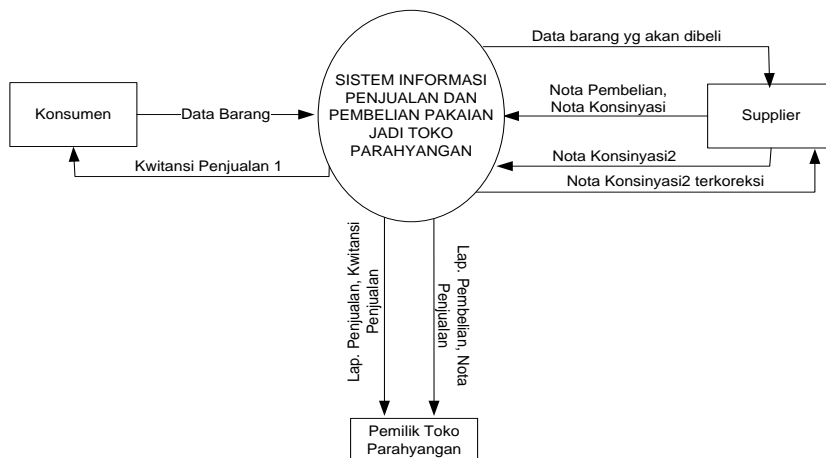 Data barang yg akan dibeli
SISTEM INFORMASI
PENJUALAN DAN
PEMBELIAN PAKAIAN
JADI TOKO
PARAHYANGAN
Nota Pembelian,
Nota Konsinyasi
Konsumen
Data Barang
Supplier
Kwitansi Penjualan 1
Nota Konsinyasi2
Nota Konsinyasi2 terkoreksi
Lap. Penjualan, Kwitansi
Penjualan
Lap. Pembelian, Nota
Penjualan
Pemilik Toko
Parahyangan